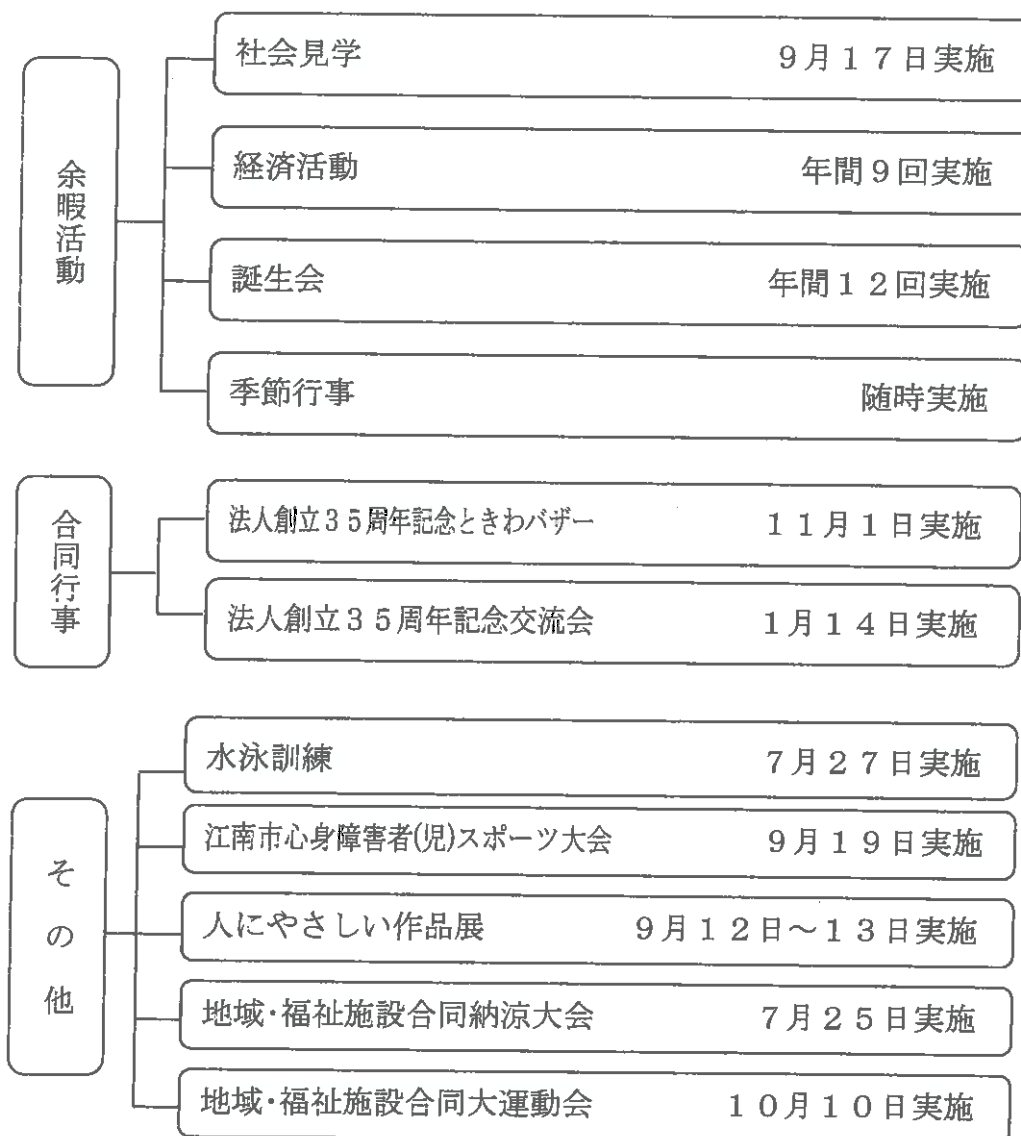 余暇活動
社会見学 9月17日実施
経済活動 年間9回実施
誕生会 年間12回実施
季節行事 随時実施
合同行事
法人創立35周年記念ときわバザー 11月1日実施
法人創立35周年記念交流会 1月14日実施
その他
水泳訓練 7月27日実施
江南市心身障害者(児)スポーツ大会 9月19日実施
人にやさしい作品展 9月12日～13日実施
地域・福祉施設合同納涼大会 7月25日実施
地域・福祉施設合同大運動会 10月10日実施